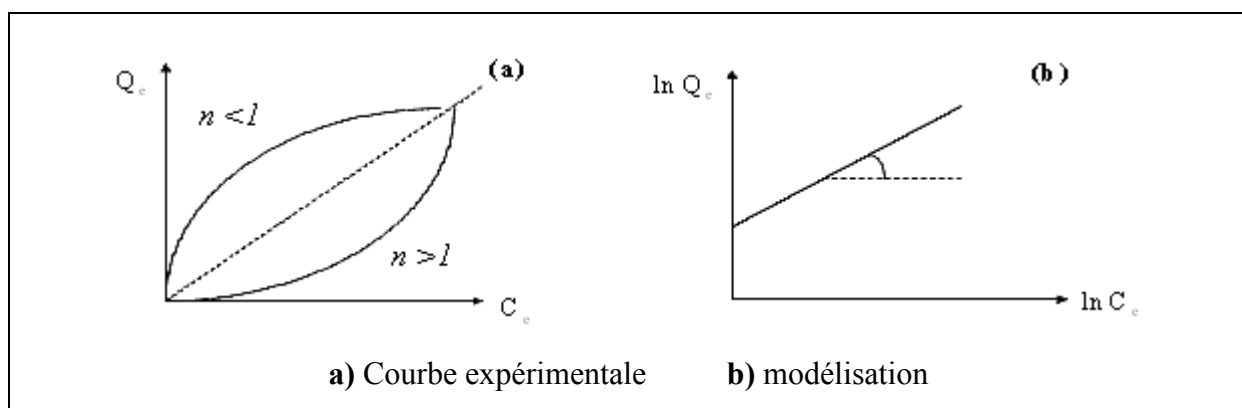 (a)
Q e
n <1
n >1
C e
(b)
ln Q e
ln C e
a) Courbe expérimentale b) modélisation